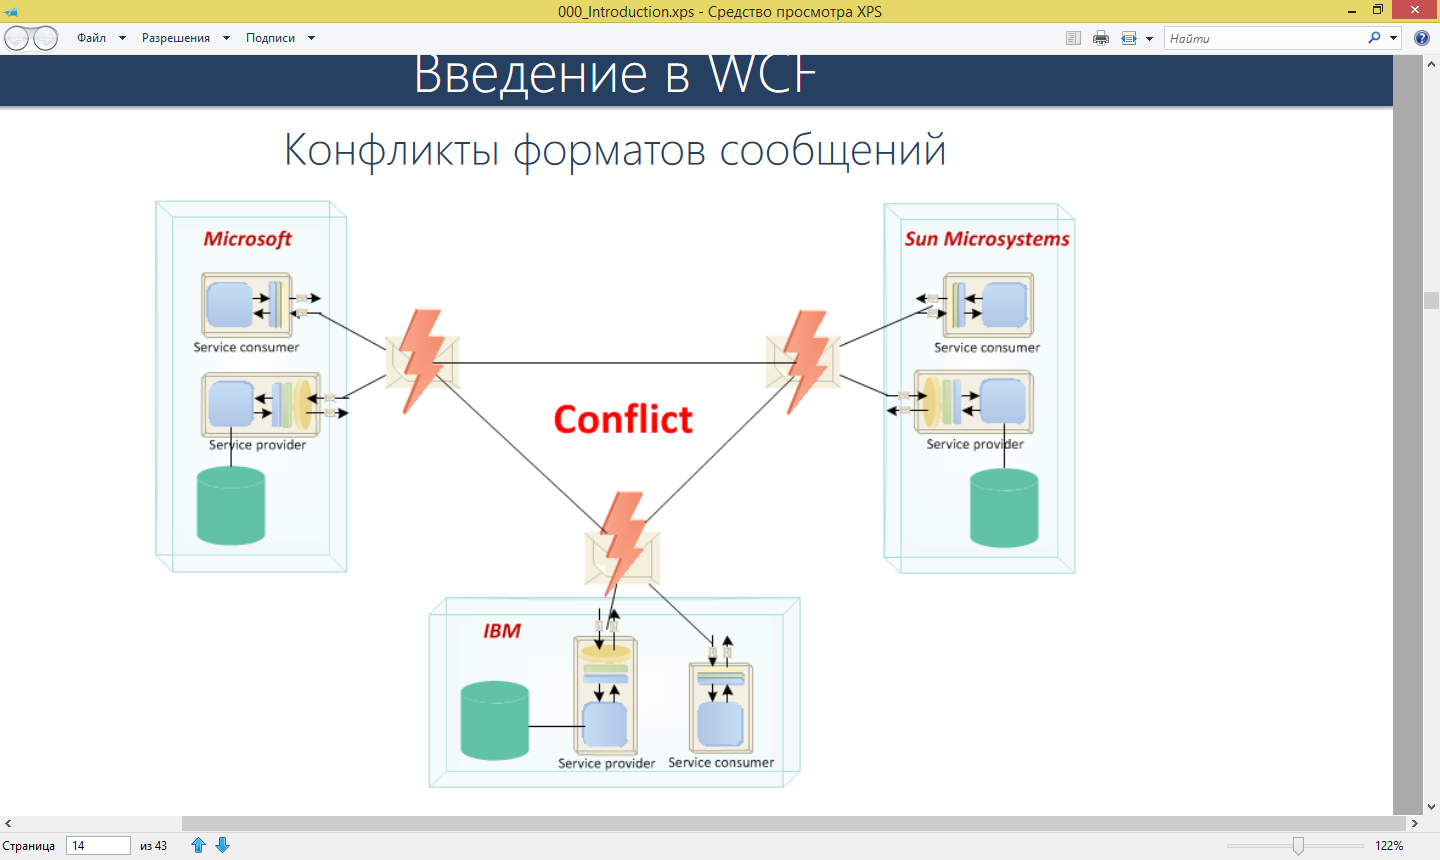 000_Introduction.xps - Средство просмотра XPS
Файл Разрешения Подписи Найти
Введение в WCF
Конфликты форматов сообщений
Microsoft
Sun Microsystems
Service consumer
Service consumer
Conflict
Service provider
Service provider
IBM
Service provider
Service consumer
Страница 14 из 43 122%